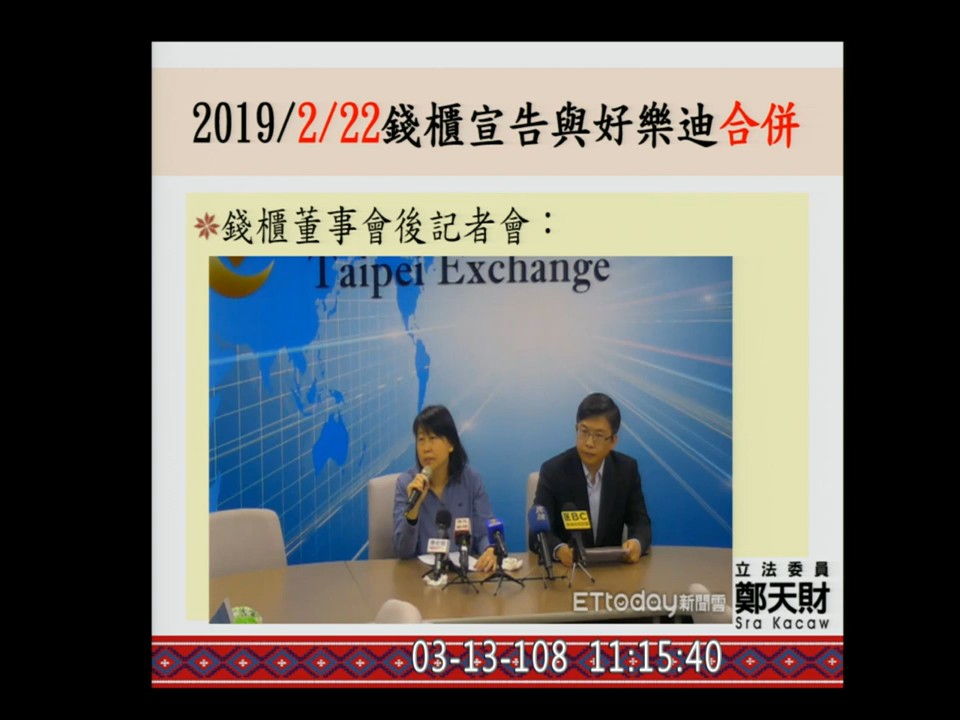 2019/2/22錢櫃宣告與好樂迪合併
錢櫃董事會後記者會：
Taipei Exchange
EBC
ETtoday新聞雲
立法委員
鄭天財
Sra Kacaw
03-13-108 11:15:40